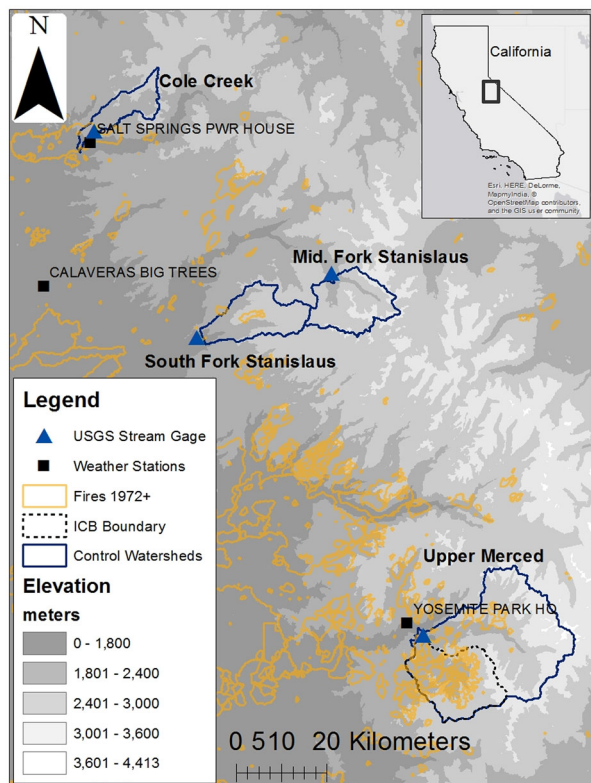 N
Cole Creek
SALT SPRINGS PWR HOUSE
California
Esri, HERE, DeLorme,
MapmyIndia, ©
OpenStreetMap contributors,
and the GIS user community
CALAVERAS BIG TREES
Mid. Fork Stanislaus
South Fork Stanislaus
Legend
USGS Stream Gage
Weather Stations
Fires 1972+
ICB Boundary
Control Watersheds
Elevation
meters
0 - 1,800
1,801 - 2,400
2,401 - 3,000
3,001 - 3,600
3,601 - 4,413
Upper Merced
YOSEMITE PARK HQ
0 510 20 Kilometers